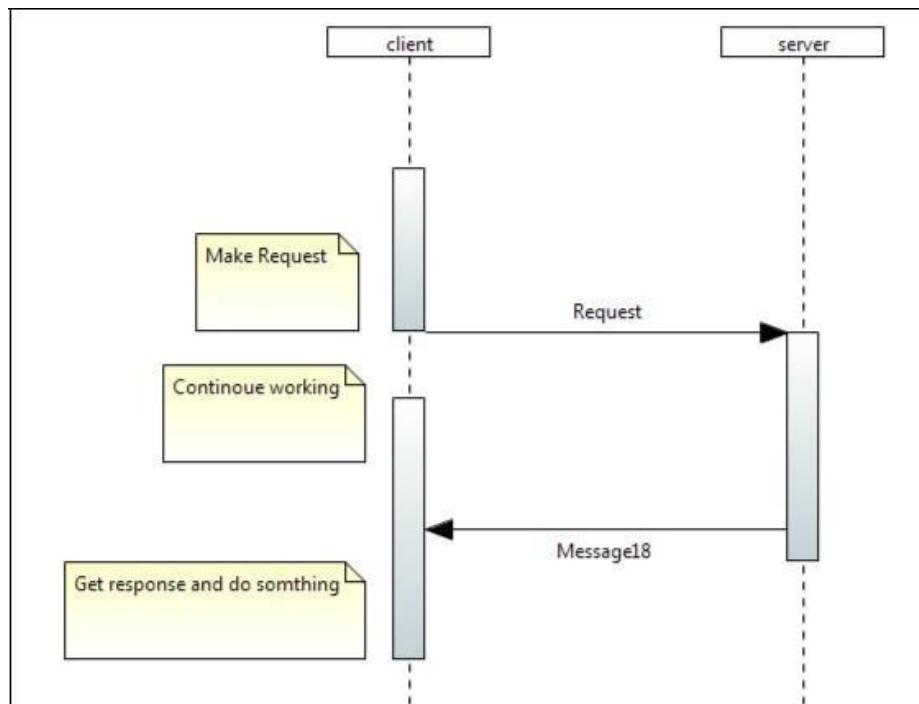 client
server
Make Request
Request
Continoue working
Message18
Get response and do somthing